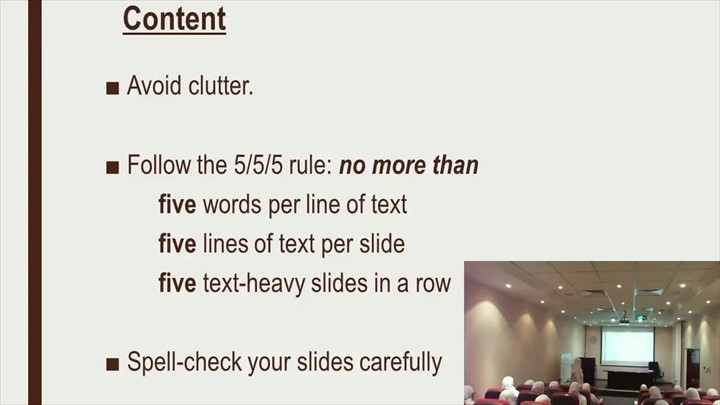 Content
■ Avoid clutter.
■ Follow the 5/5/5 rule: no more than
five words per line of text
five lines of text per slide
five text-heavy slides in a row
■ Spell-check your slides carefully